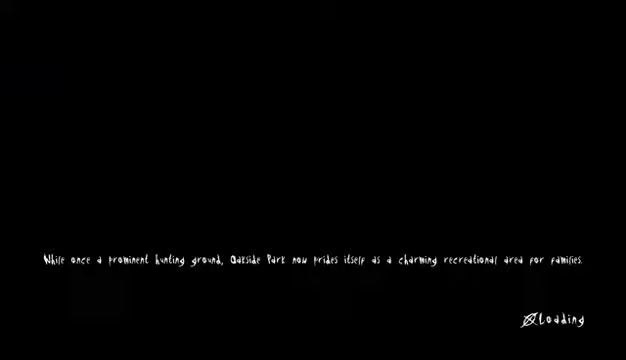 While once a prominent hunting ground, Oakside Park now prides itself as a charming recreational area for families.
Loading